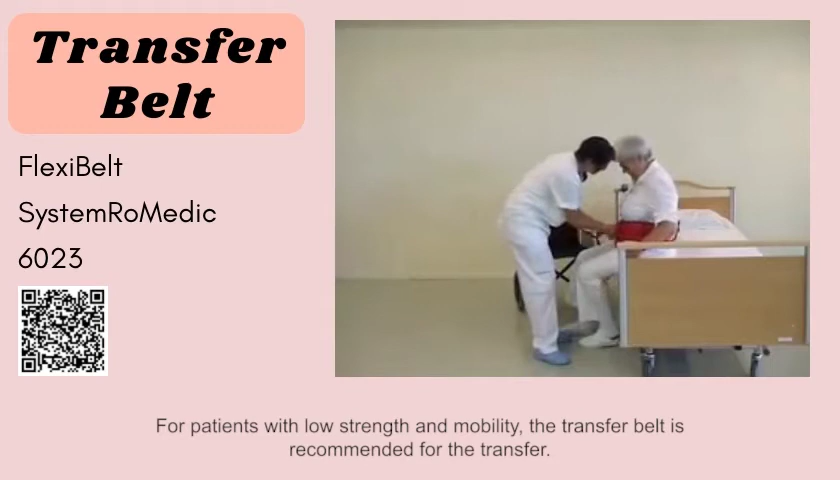 Transfer
Belt
FlexiBelt
SystemRoMedic
6023
For patients with low strength and mobility, the transfer belt is
recommended for the transfer.